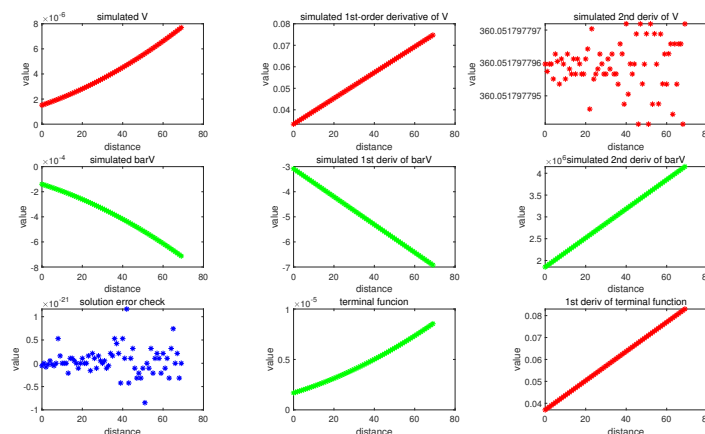 simulated V
×10-6
8
6
4
2
0
value
0 20 40 60 80
distance
simulated 1st-order derivative of V
0.08
0.07
0.06
0.05
0.04
value
0 20 40 60 80
distance
simulated 2nd deriv of V
360.051797797
360.051797796
360.051797795
value
0 20 40 60 80
distance
simulated barV
×10-4
0
-2
-4
-6
-8
value
0 20 40 60 80
distance
simulated 1st deriv of barV
-3
-4
-5
-6
-7
value
0 20 40 60 80
distance
×106
simulated 2nd deriv of barV
4
3.5
3
2.5
2
value
0 20 40 60 80
distance
solution error check
×10-21
1
0.5
0
-0.5
-1
value
0 20 40 60 80
distance
terminal funcion
×10-5
1
0.5
0
value
0 20 40 60 80
distance
1st deriv of terminal function
0.08
0.07
0.06
0.05
0.04
value
0 20 40 60 80
distance